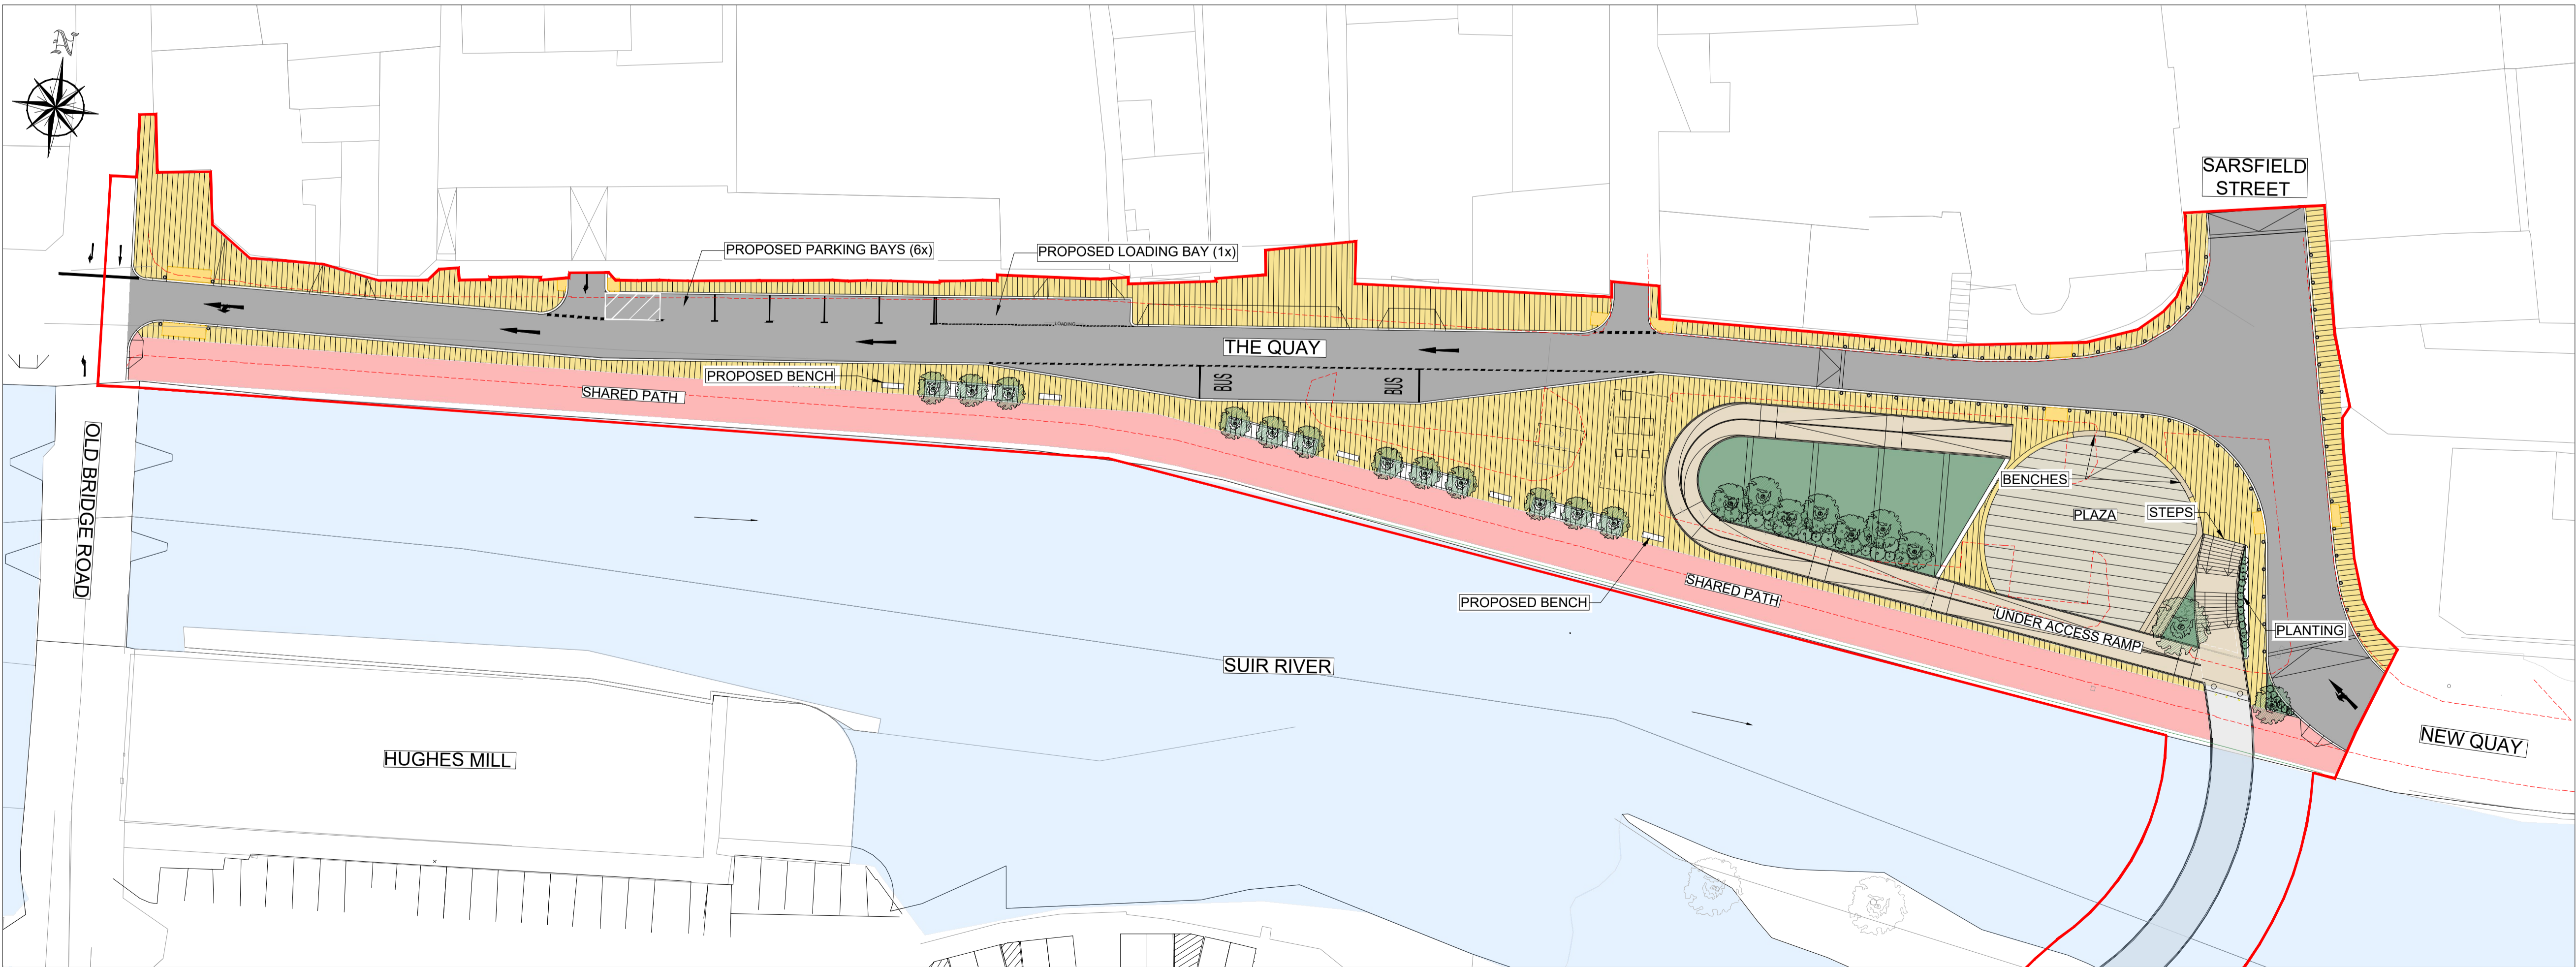 N
SARSFIELD
STREET
PROPOSED PARKING BAYS (6x)
PROPOSED LOADING BAY (1x)
LOADING
THE QUAY
PROPOSED BENCH
BUS
BUS
SHARED PATH
OLD BRIDGE ROAD
BENCHES
PLAZA
STEPS
SHARED PATH
PROPOSED BENCH
UNDER ACCESS RAMP
PLANTING
SUIR RIVER
NEW QUAY
HUGHES MILL